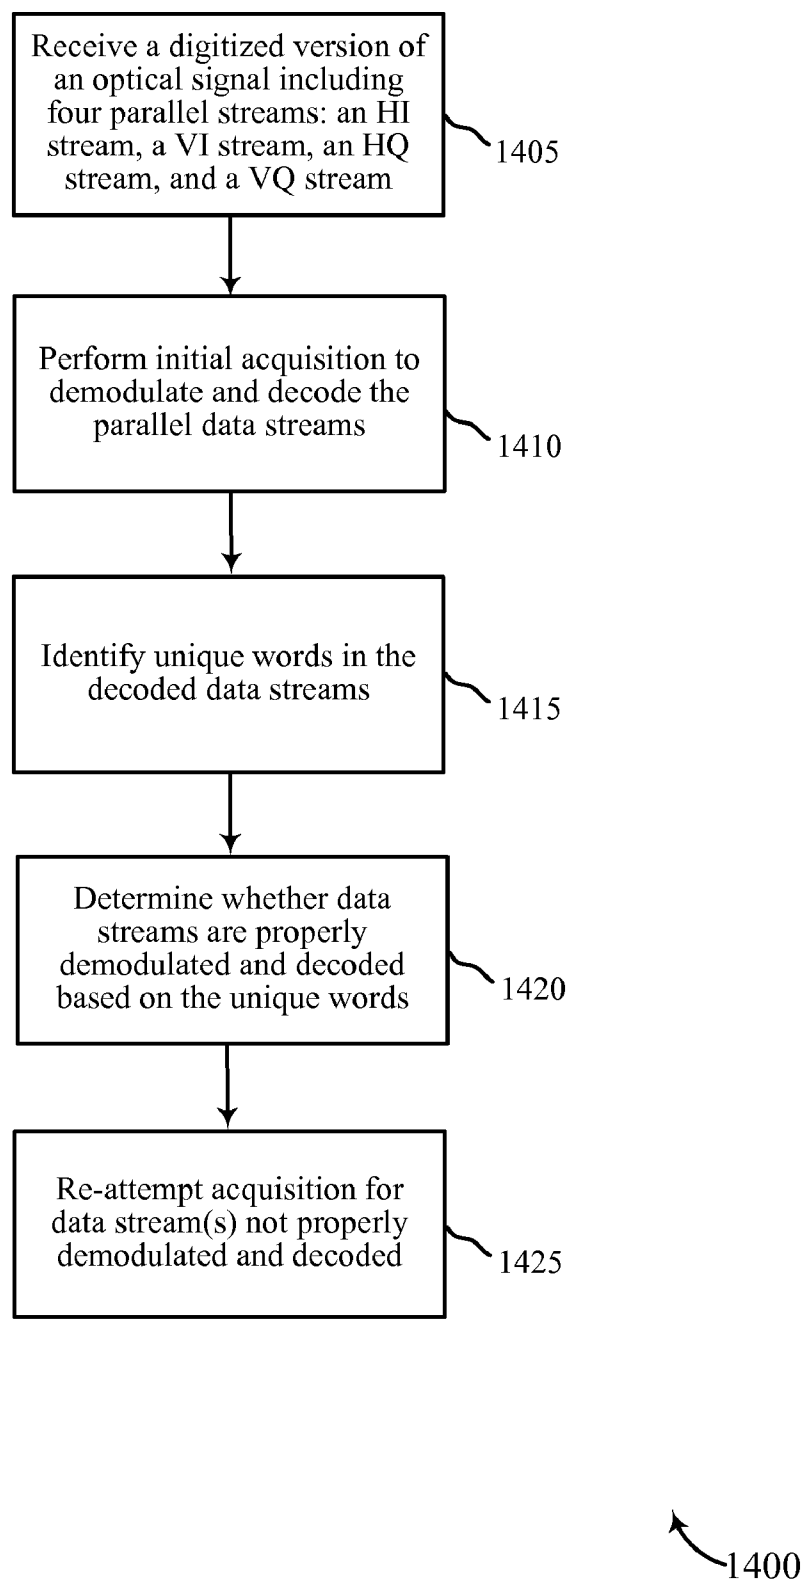 Receive a digitized version of
an optical signal including
four parallel streams: an HI
stream, a VI stream, an HQ
stream, and a VQ stream
1405
Perform initial acquisition to
demodulate and decode the
parallel data streams
1410
Identify unique words in the
decoded data streams
1415
Determine whether data
streams are properly
demodulated and decoded
based on the unique words
1420
Re-attempt acquisition for
data stream(s) not properly
demodulated and decoded
1425
1400